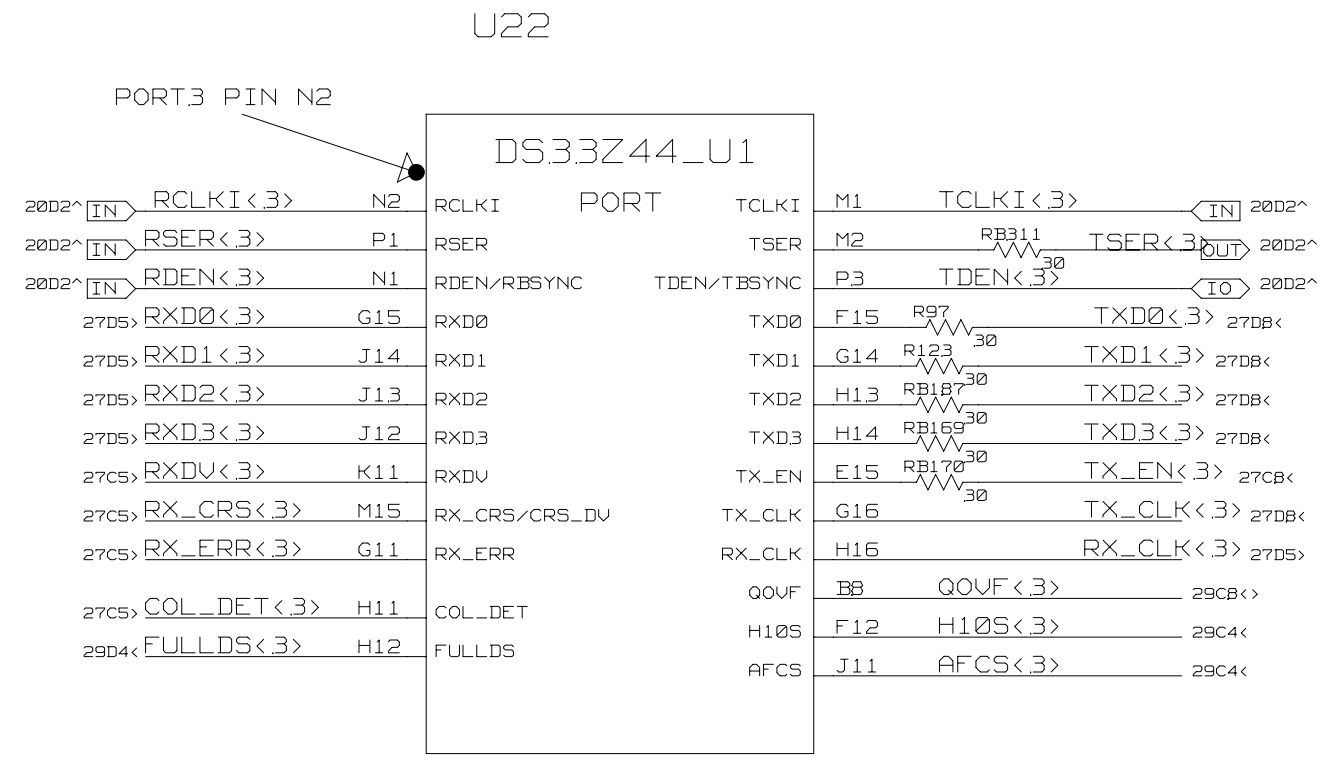 U22
PORT3 PIN N2
DS33Z44_U1
PORT
20D2^ IN RCLKI<3> N2 RCLKI TCLKI M1 TCLKI<3> IN 20D2^
20D2^ IN RSER<3> P1 RSER TSER M2 RB311 30 TSER<3> OUT 20D2^
20D2^ IN RDEN<3> N1 RDEN/RBSYNC TDEN/TBSYNC P3 TDEN<3> IO 20D2^
27D5> RXD0<3> G15 RXD0 TXD0 F15 R97 30 TXD0<3> 27D8<
27D5> RXD1<3> J14 RXD1 TXD1 G14 R123 30 TXD1<3> 27D8<
27D5> RXD2<3> J13 RXD2 TXD2 H13 RB187 30 TXD2<3> 27D8<
27D5> RXD3<3> J12 RXD3 TXD3 H14 RB169 30 TXD3<3> 27D8<
27C5> RXDV<3> K11 RXDV TX_EN E15 RB170 30 TX_EN<3> 27C8<
27C5> RX_CRS<3> M15 RX_CRS/CRS_DV TX_CLK G16 TX_CLK<3> 27D8<
27C5> RX_ERR<3> G11 RX_ERR RX_CLK H16 RX_CLK<3> 27D5>
QOVF B8 QOVF<3> 29C8<>
27C5> COL_DET<3> H11 COL_DET
H10S F12 H10S<3> 29C4<
29D4< FULLDS<3> H12 FULLDS
AFCS J11 AFCS<3> 29C4<